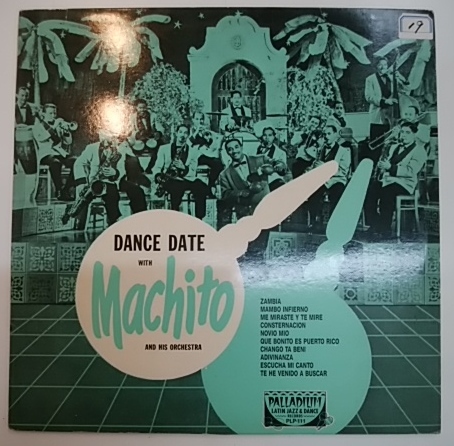 19
DANCE DATE
WITH
Machito
AND HIS ORCHESTRA
ZAMBIA
MAMBO INFIERNO
ME MIRASTE Y TE MIRE
CONSTERNACION
NOVIO MIO
QUE BONITO ES PUERTO RICO
CHANGO TA BENI
ADIVINANZA
ESCUCHA MI CANTO
TE HE VENIDO A BUSCAR
PALLADIUM
LATIN JAZZ & DANCE
RECORDS
PLP-111